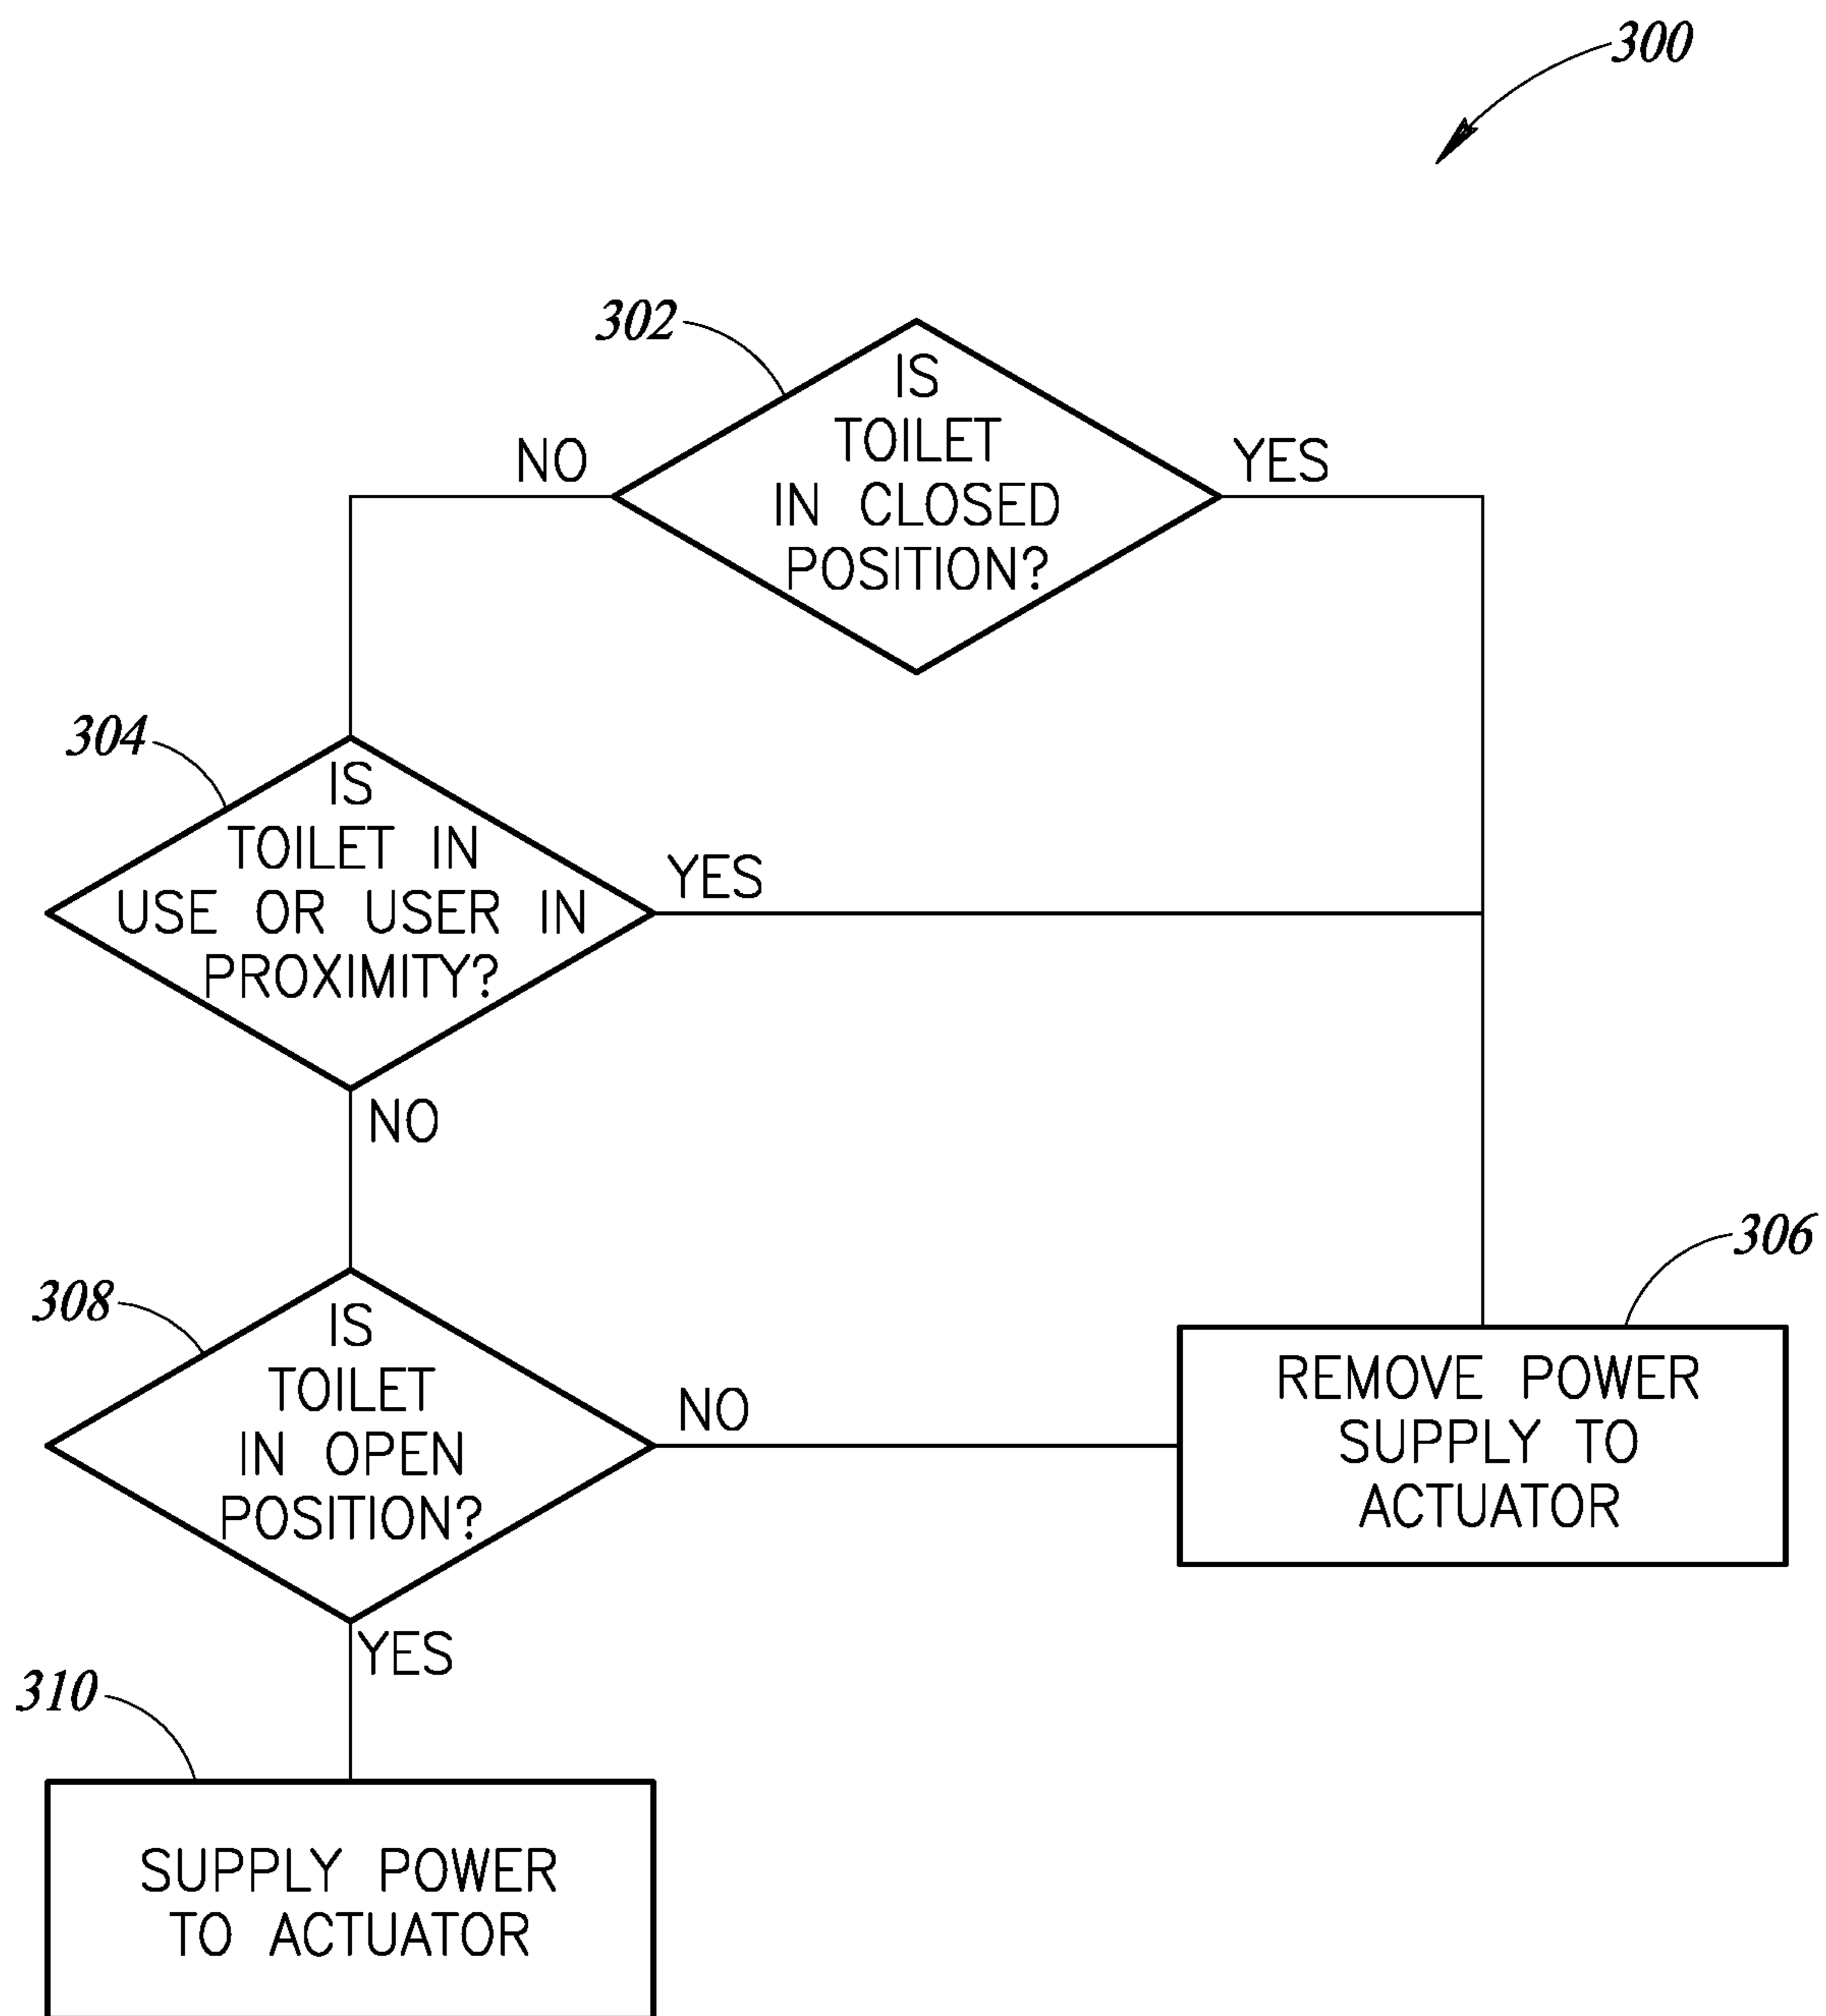 300
302
IS
TOILET
IN CLOSED
POSITION?
NO
YES
304
IS
TOILET IN
USE OR USER IN
PROXIMITY?
YES
NO
308
IS
TOILET
IN OPEN
POSITION?
NO
YES
306
REMOVE POWER
SUPPLY TO
ACTUATOR
310
SUPPLY POWER
TO ACTUATOR